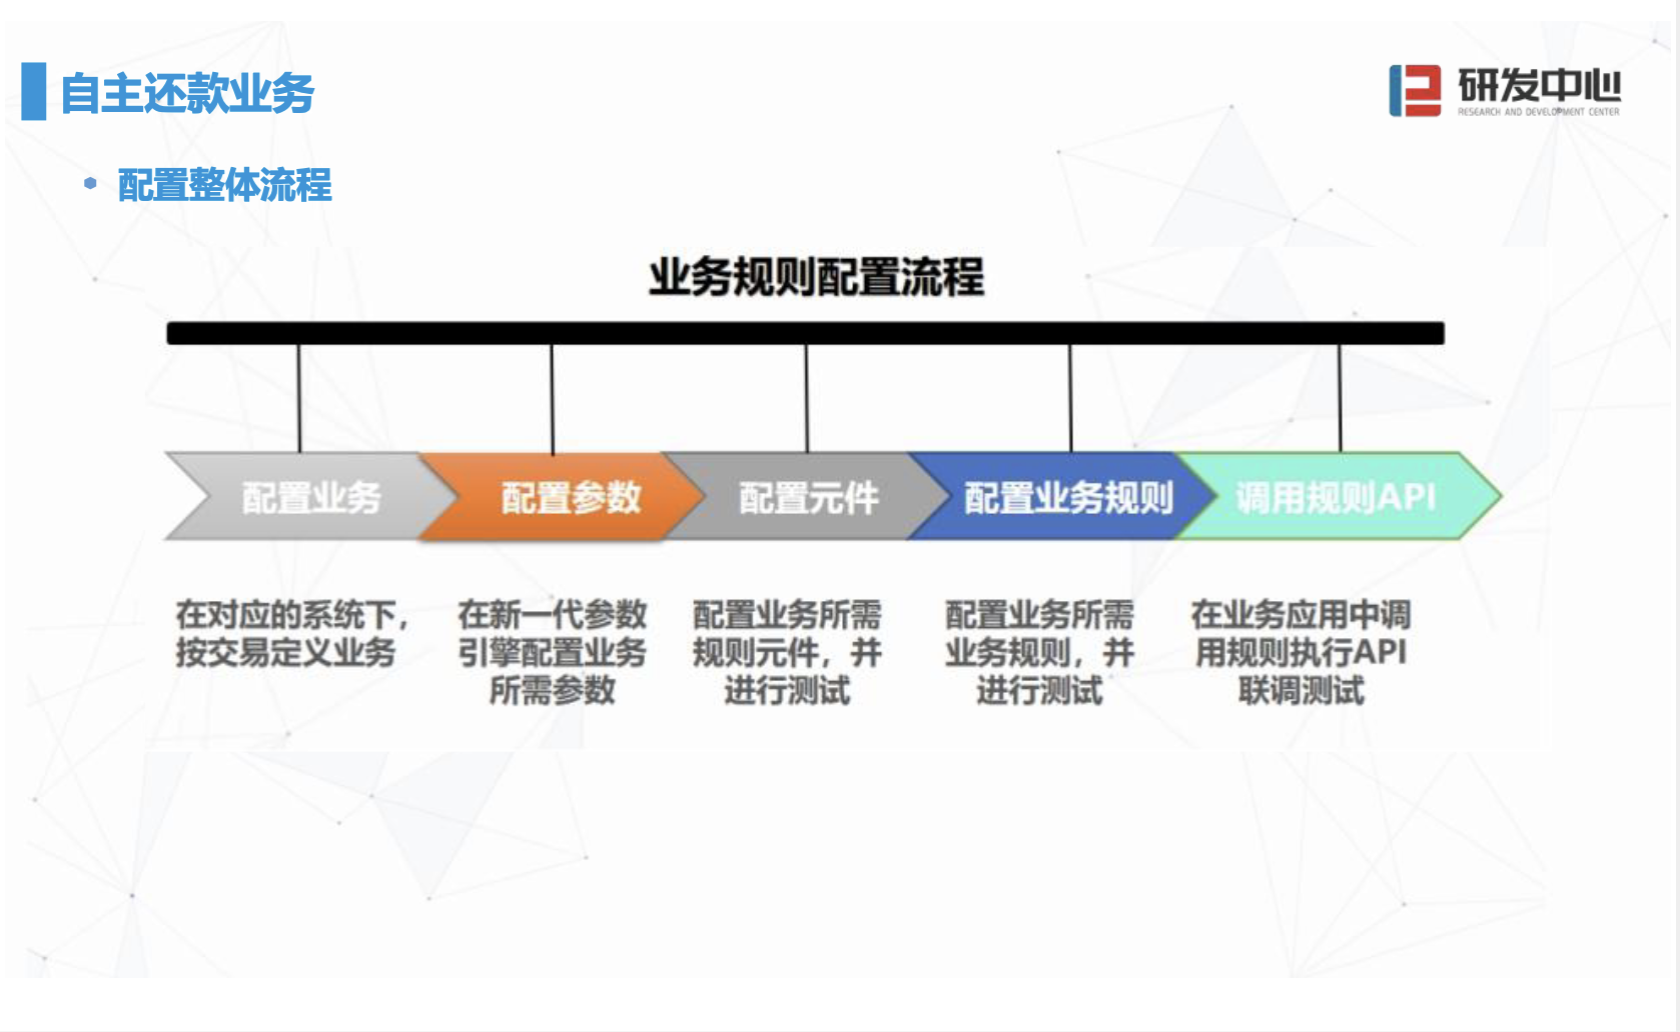 自主还款业务
研发中心
RESEARCH AND DEVELOPMENT CENTER
• 配置整体流程
业务规则配置流程
配置业务
配置参数
配置元件
配置业务规则
调用规则API
在对应的系统下，
按交易定义业务
在新一代参数
引擎配置业务
所需参数
配置业务所需
规则元件，并
进行测试
配置业务所需
业务规则，并
进行测试
在业务应用中调
用规则执行API
联调测试